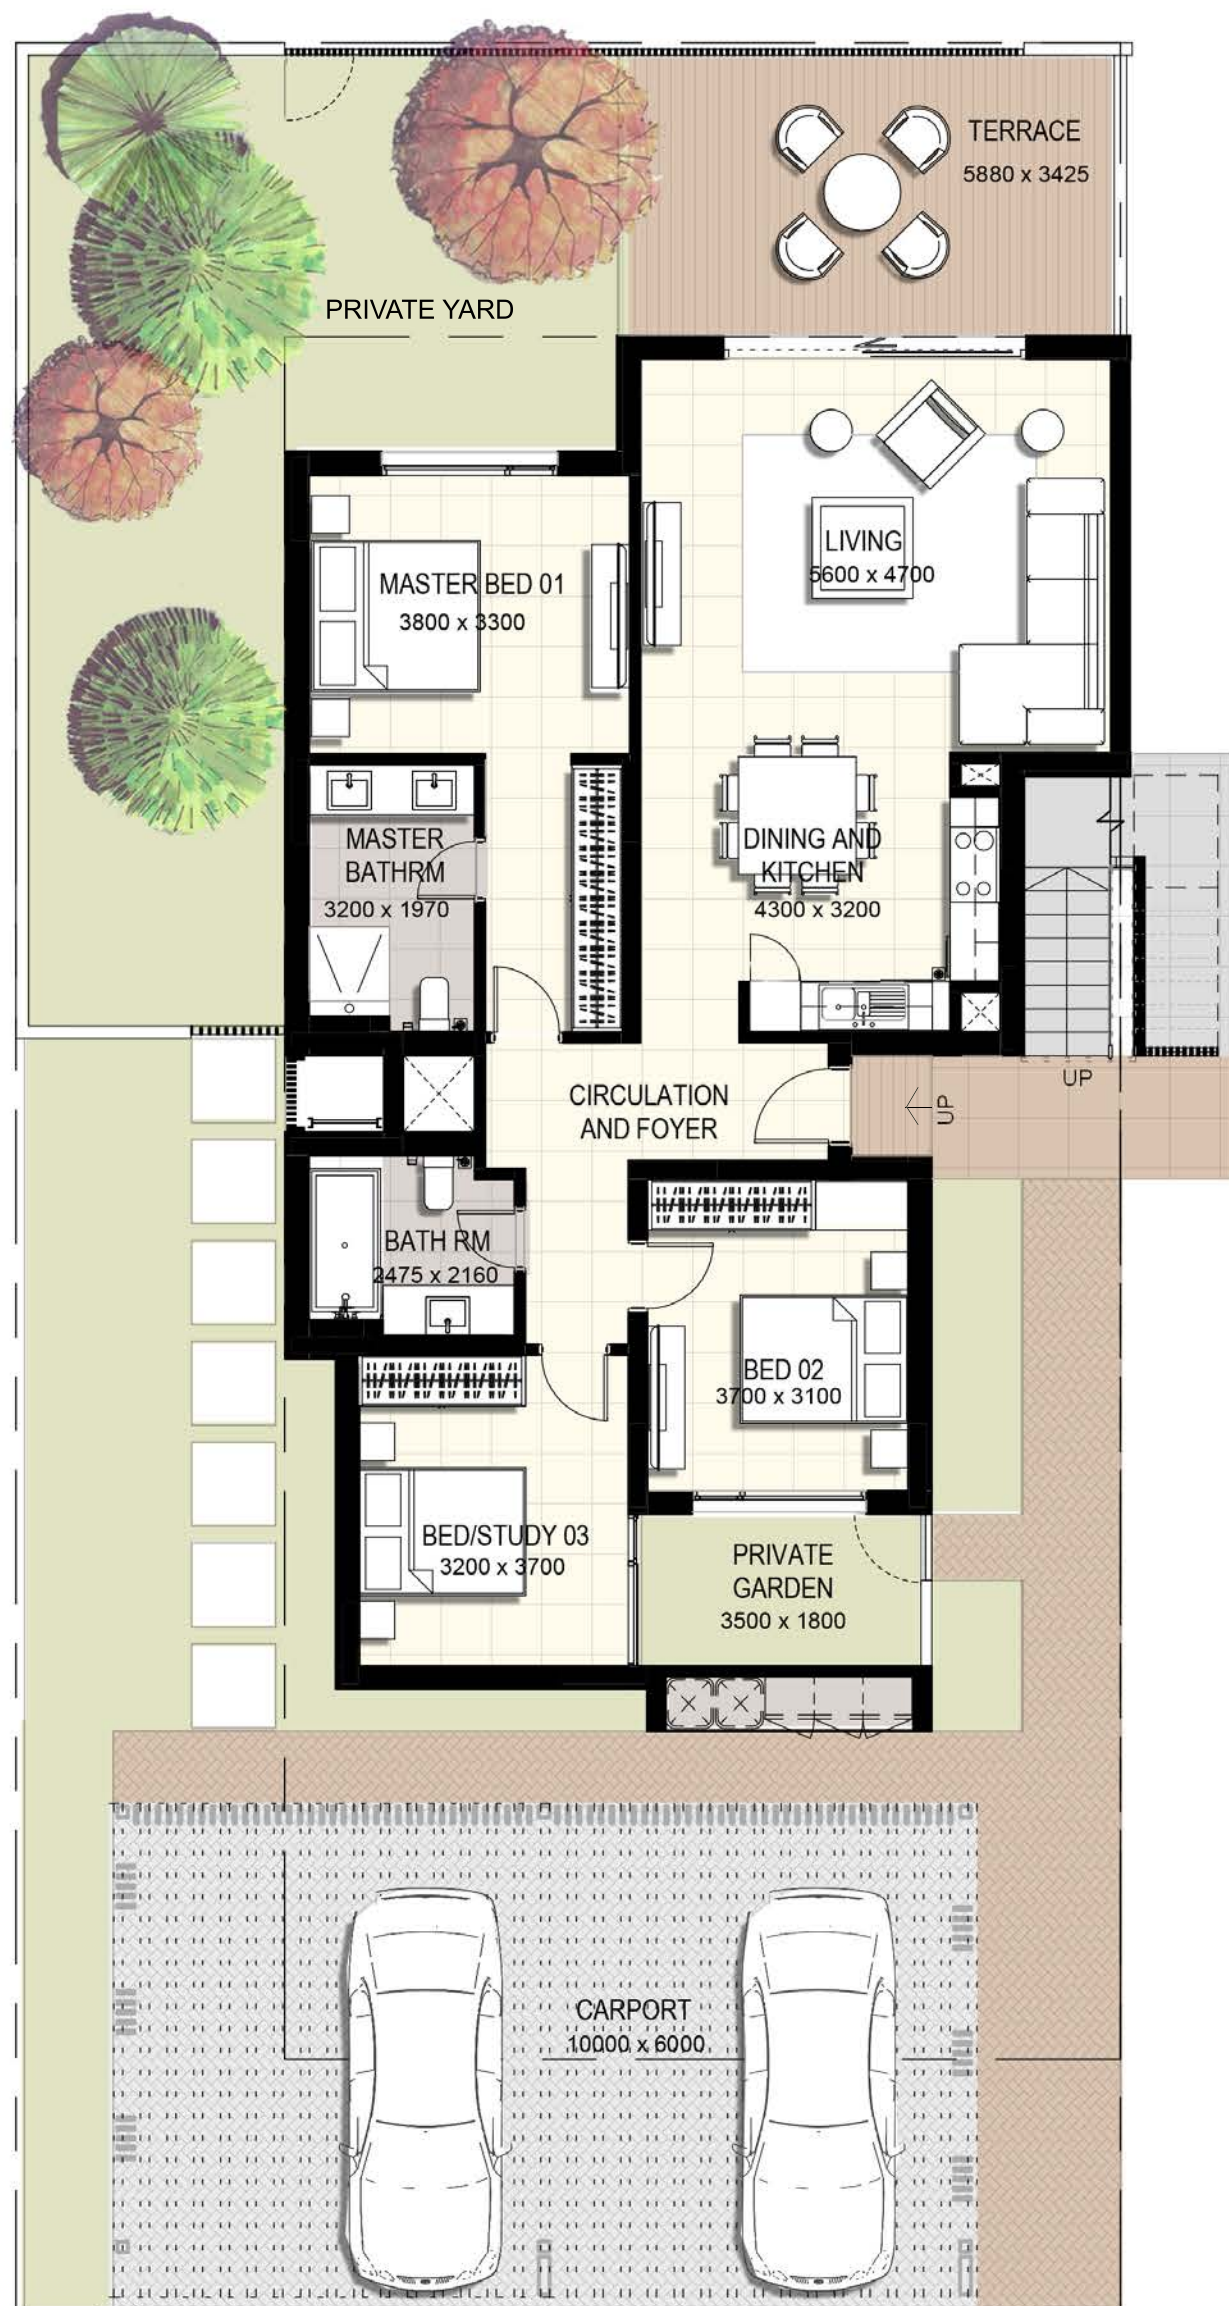 TERRACE
5880 x 3425
PRIVATE YARD
LIVING
5600 x 4700
MASTER BED 01
3800 x 3300
MASTER
BATHRM
3200 x 1970
DINING AND
KITCHEN
4300 x 3200
CIRCULATION
AND FOYER
UP
UP
BATH RM
2475 x 2160
BED 02
3700 x 3100
BED/STUDY 03
3200 x 3700
PRIVATE
GARDEN
3500 x 1800
CARPORT
10000 x 6000